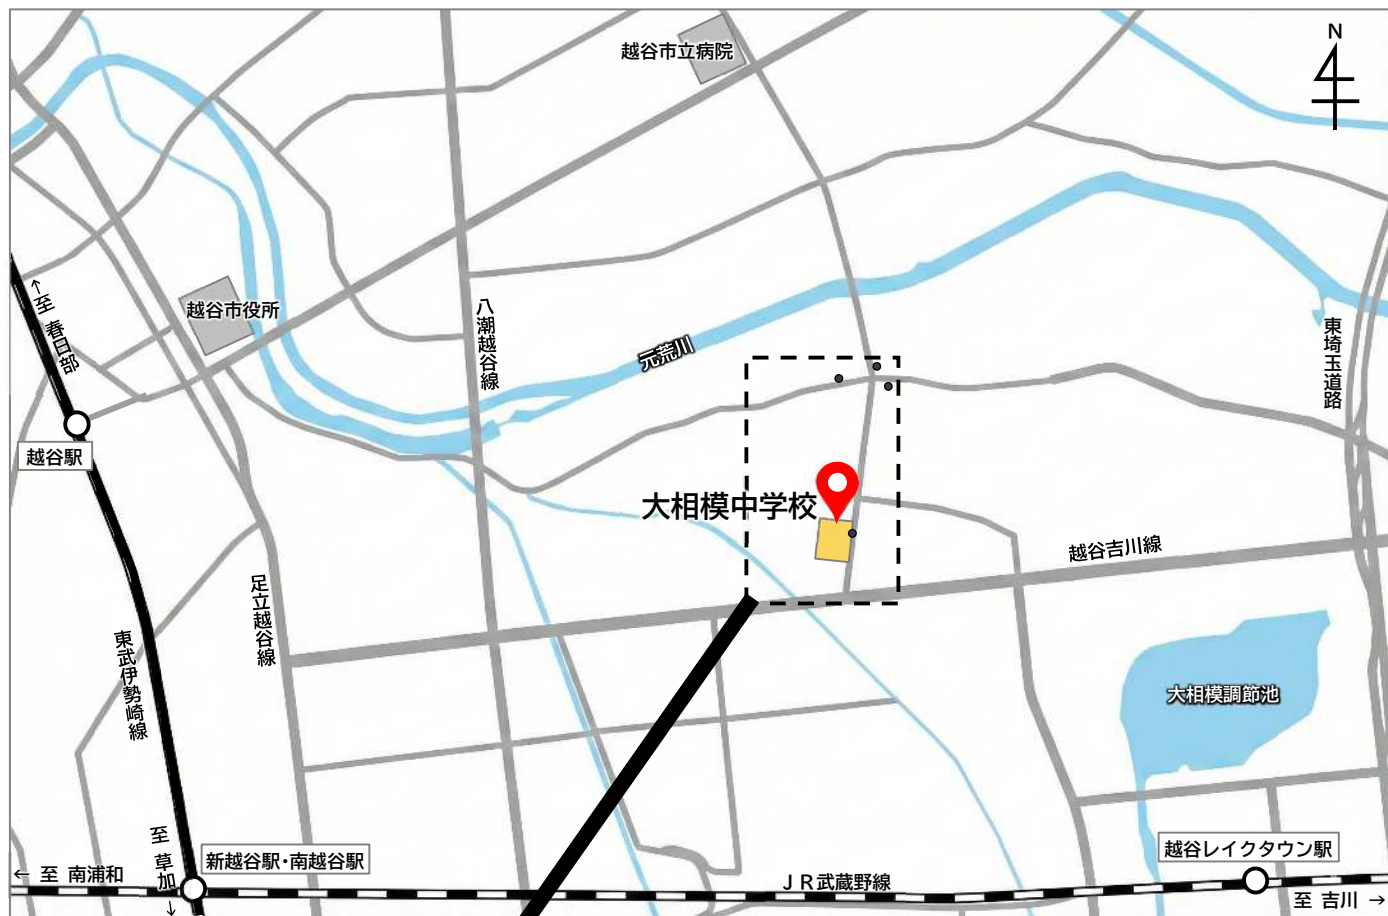 越谷市立病院
N
越谷市役所
←至 春日部
八潮越谷線
元荒川
東埼玉道路
越谷駅
大相模中学校
越谷吉川線
足立越谷線
東武伊勢崎線
大相模調節池
至 草加→
新越谷駅・南越谷駅
← 至 南浦和
JR武蔵野線
越谷レイクタウン駅
至 吉川 →